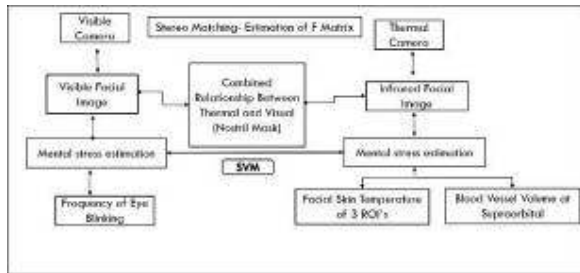 Visible
Camera
Stereo Matching- Estimation of F Matrix
Thermal
Camera
Visible Facial
Image
Combined
Relationship Between
Thermal and Visual
(Nostril Mask)
Infrared Facial
Image
Mental stress estimation
SVM
Mental stress estimation
Frequency of Eye
Blinking
Facial Skin Temperature
of 3 ROI's
Blood Vessel Volume at
Supraorbital